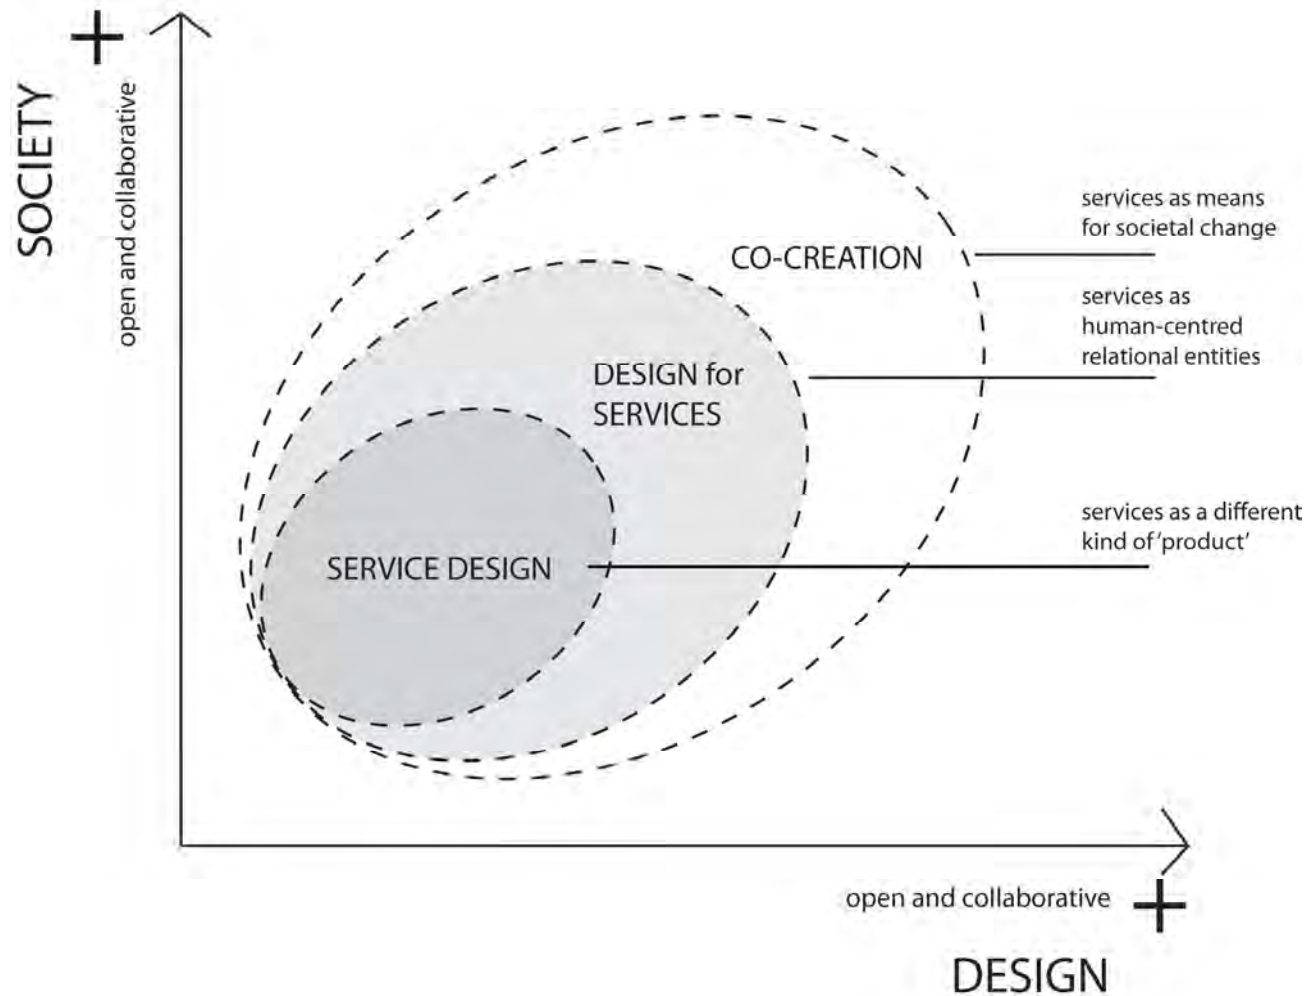 +
SOCIETY
open and collaborative
services as means
for societal change
CO-CREATION
services as
human-centred
relational entities
DESIGN for
SERVICES
services as a different
kind of 'product'
SERVICE DESIGN
open and collaborative
+
DESIGN